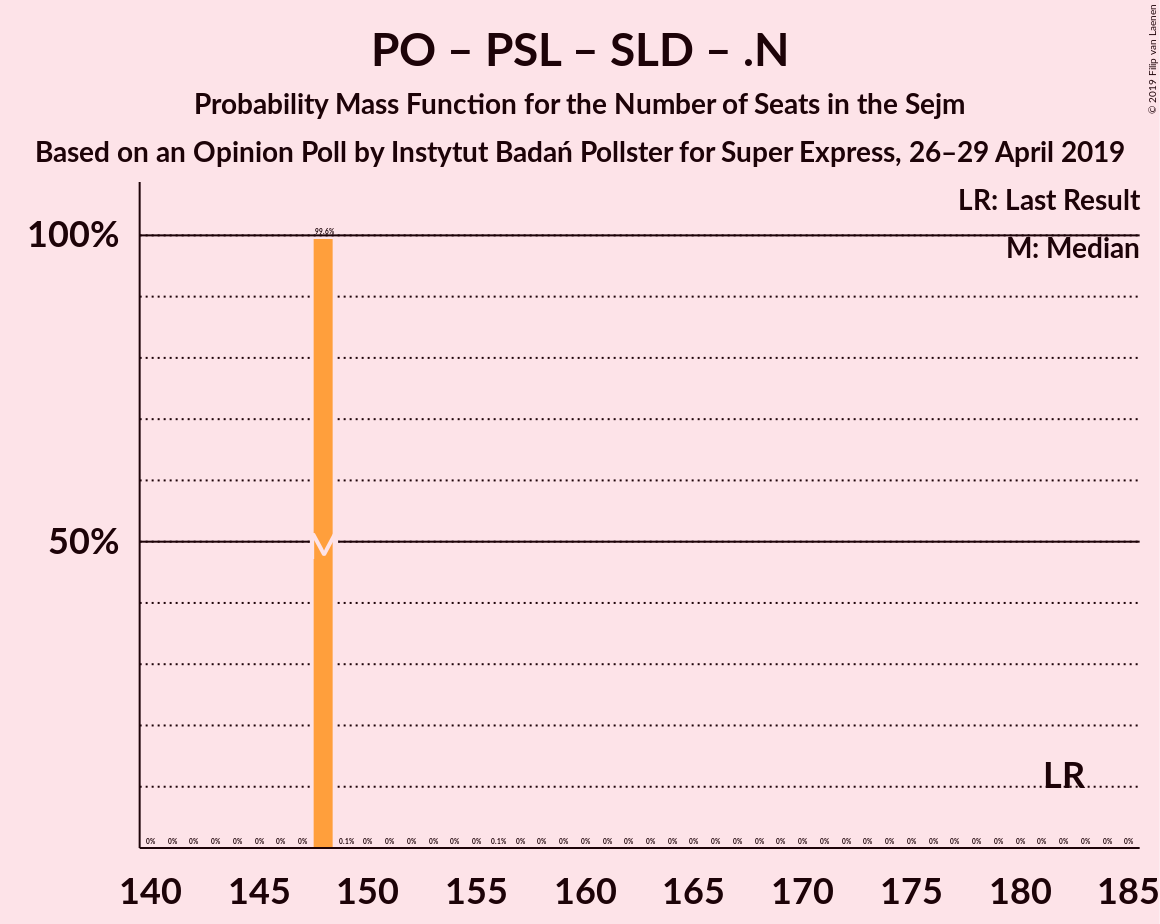 PO – PSL – SLD – .N
Probability Mass Function for the Number of Seats in the Sejm
Based on an Opinion Poll by Instytut Badań Pollster for Super Express, 26–29 April 2019
© 2019 Filip van Laenen
LR: Last Result
M: Median
100%
50%
99.6%
M
LR
0% 0% 0% 0% 0% 0% 0% 0% 0.1% 0% 0% 0% 0% 0% 0% 0.1% 0% 0% 0% 0% 0% 0% 0% 0% 0% 0% 0% 0% 0% 0% 0% 0% 0% 0% 0% 0% 0% 0% 0% 0% 0% 0% 0% 0% 0%
140 145 150 155 160 165 170 175 180 185